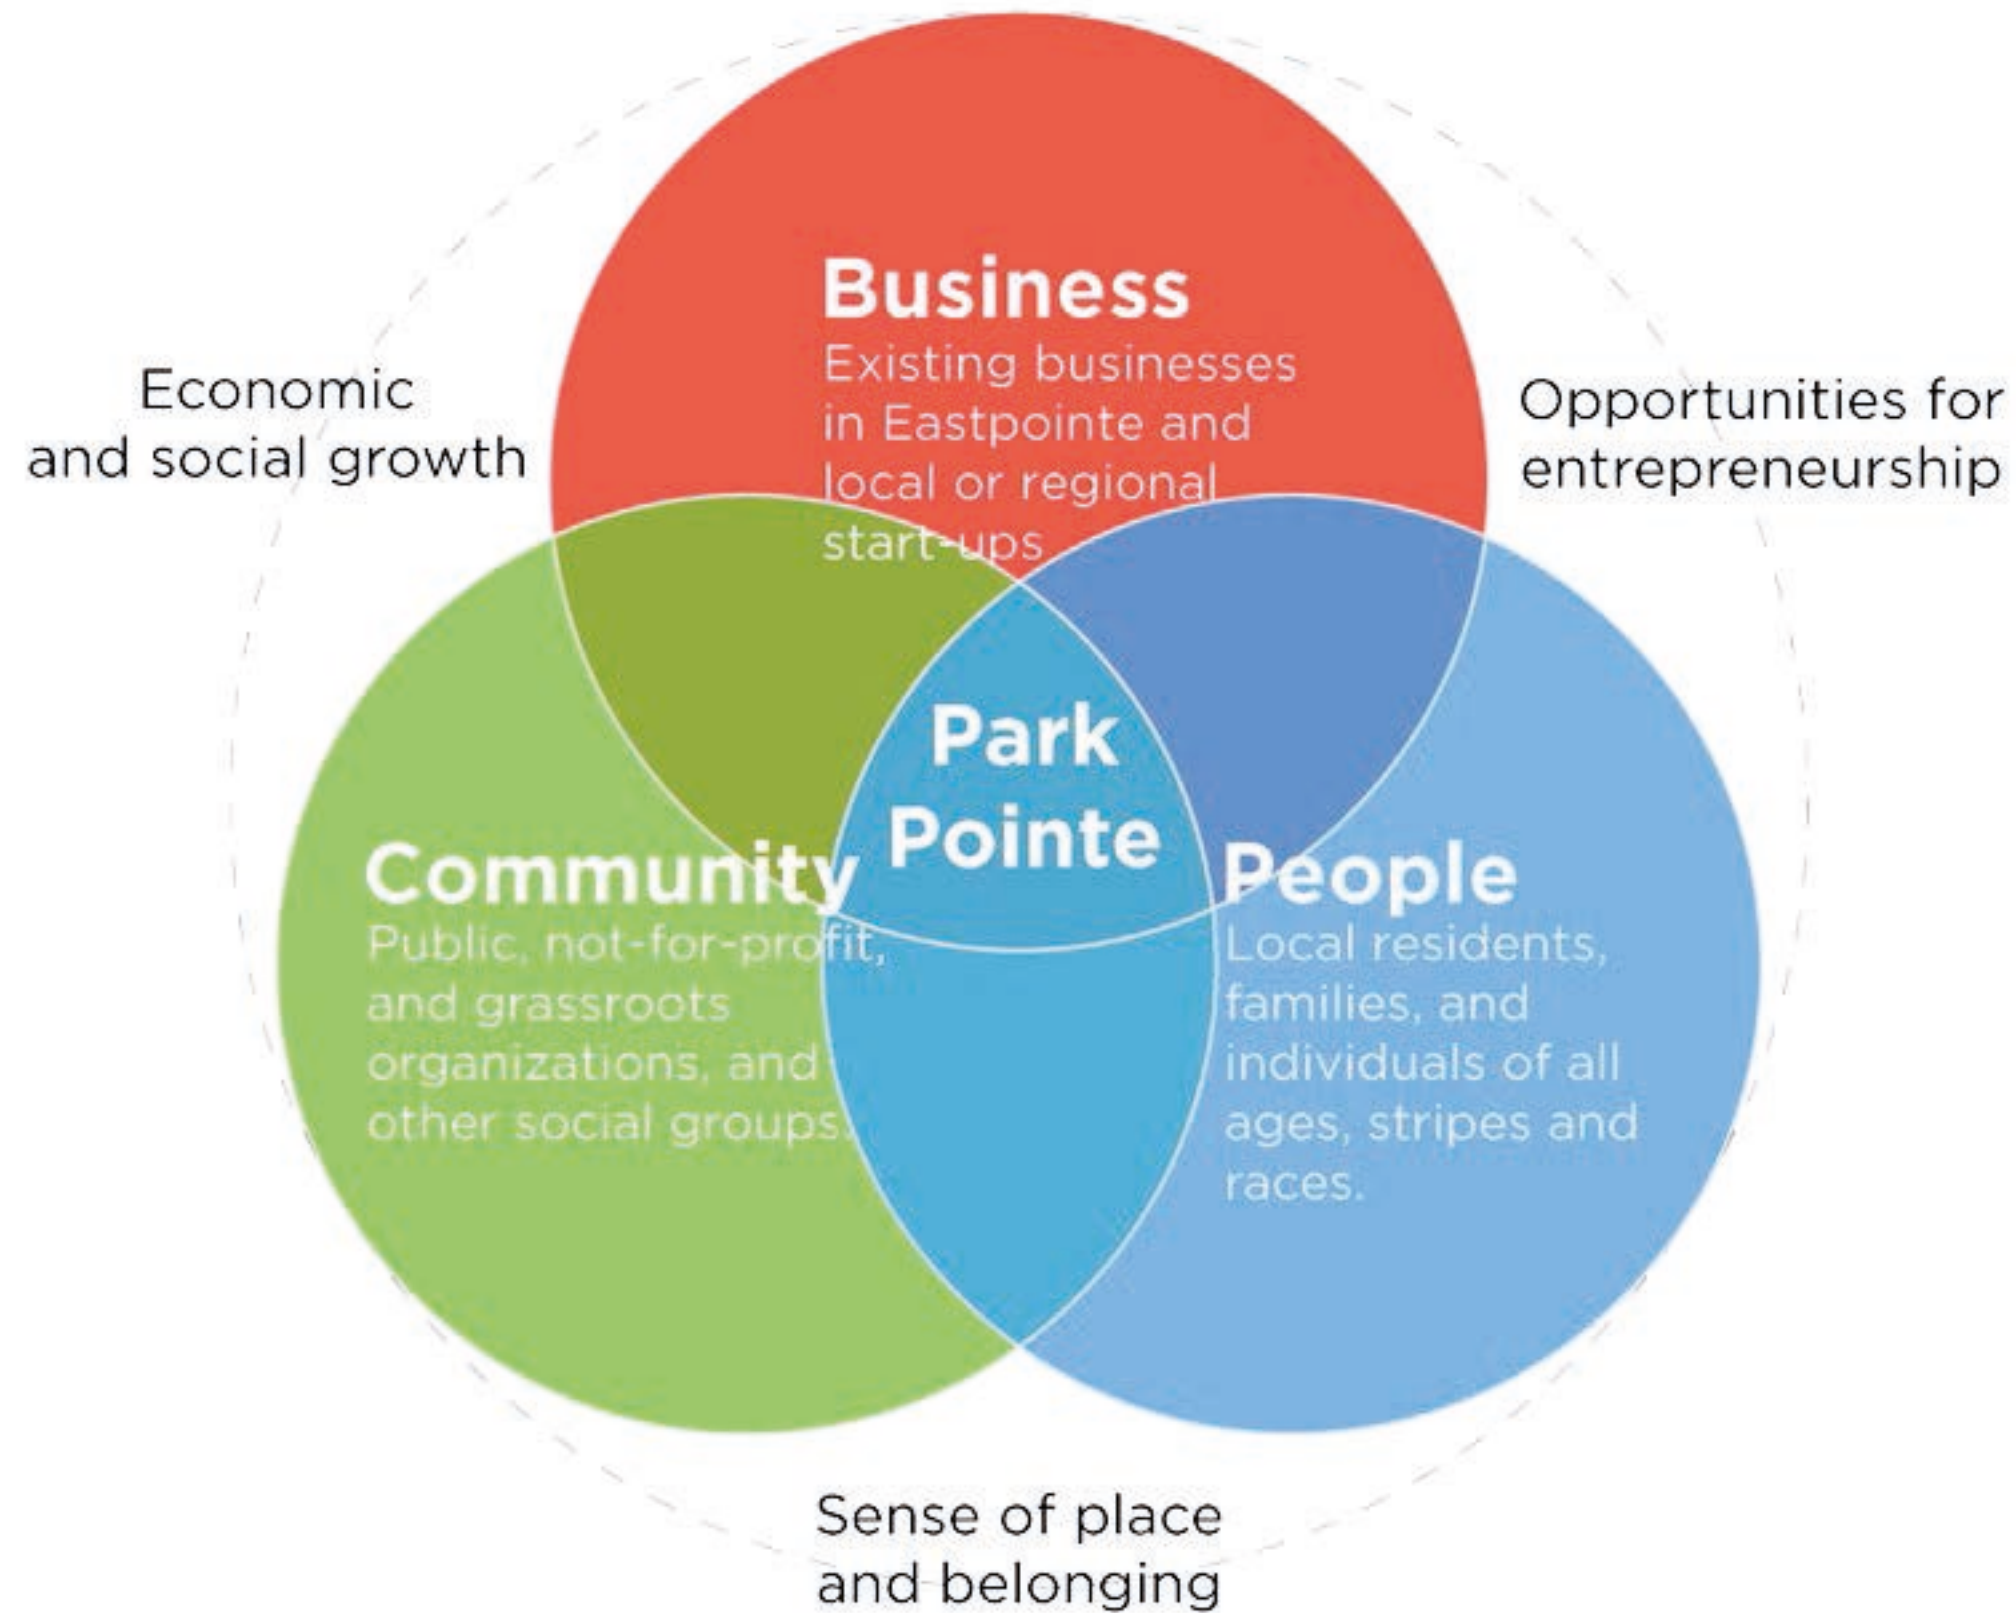 Business
Existing businesses
in Eastpointe and
local or regional
start-ups
Economic
and social growth
Opportunities for
entrepreneurship
Park
Pointe
Community
Public, not-for-profit,
and grassroots
organizations, and
other social groups.
People
Local residents,
families, and
individuals of all
ages, stripes and
races.
Sense of place
and belonging